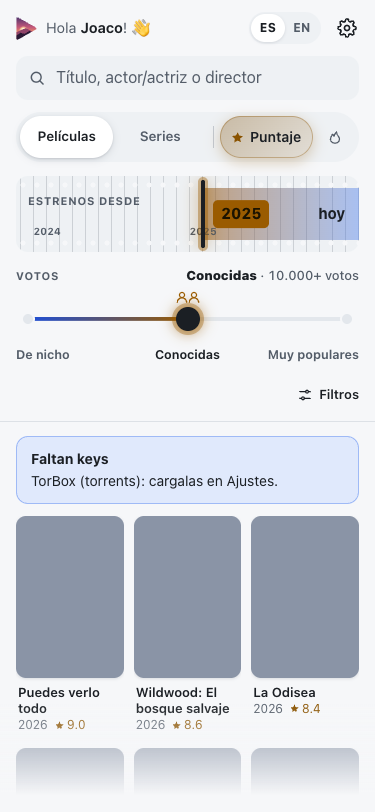 Hola Joaco! 👋
ES EN
Título, actor/actriz o director
Películas Series ★ Puntaje
ESTRENOS DESDE
2025 hoy
2024 2025
VOTOS Conocidas · 10.000+ votos
De nicho Conocidas Muy populares
Filtros
Faltan keys
TorBox (torrents): cargalas en Ajustes.
Puedes verlo
todo
2026 ★ 9.0
Wildwood: El
bosque salvaje
2026 ★ 8.6
La Odisea
2026 ★ 8.4